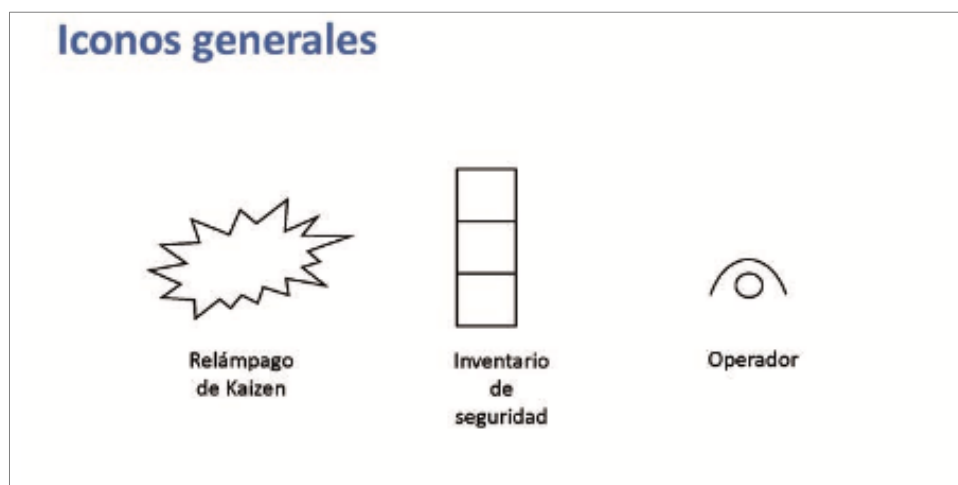 Iconos generales
Relámpago
de Kaizen
Inventario
de
seguridad
Operador